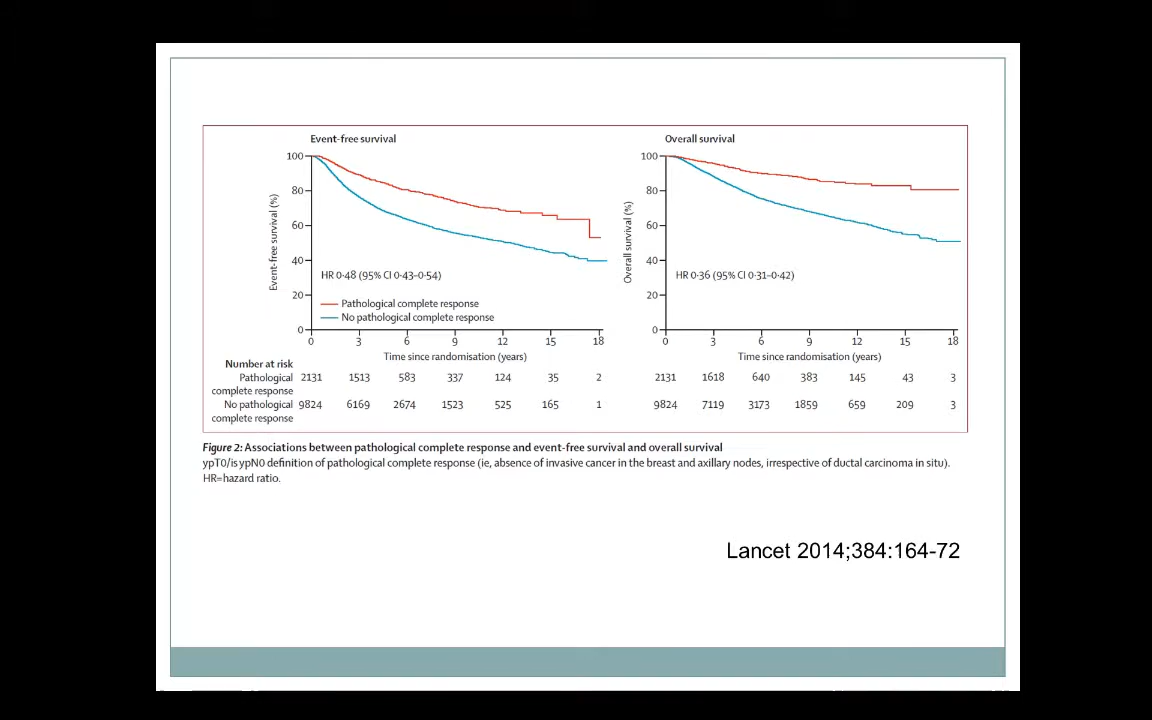 Event-free survival
Overall survival
100
80
60
40
20
0
Event-free survival (%)
HR 0·48 (95% CI 0·43–0·54)
Pathological complete response
No pathological complete response
0 3 6 9 12 15 18
Time since randomisation (years)
100
80
60
40
20
0
Overall survival (%)
HR 0·36 (95% CI 0·31–0·42)
0 3 6 9 12 15 18
Time since randomisation (years)
Number at risk
Pathological 2131 1513 583 337 124 35 2 2131 1618 640 383 145 43 3
complete response
No pathological 9824 6169 2674 1523 525 165 1 9824 7119 3173 1859 659 209 3
complete response
Figure 2: Associations between pathological complete response and event-free survival and overall survival
ypT0/is ypN0 definition of pathological complete response (ie, absence of invasive cancer in the breast and axillary nodes, irrespective of ductal carcinoma in situ).
HR=hazard ratio.
Lancet 2014;384:164-72